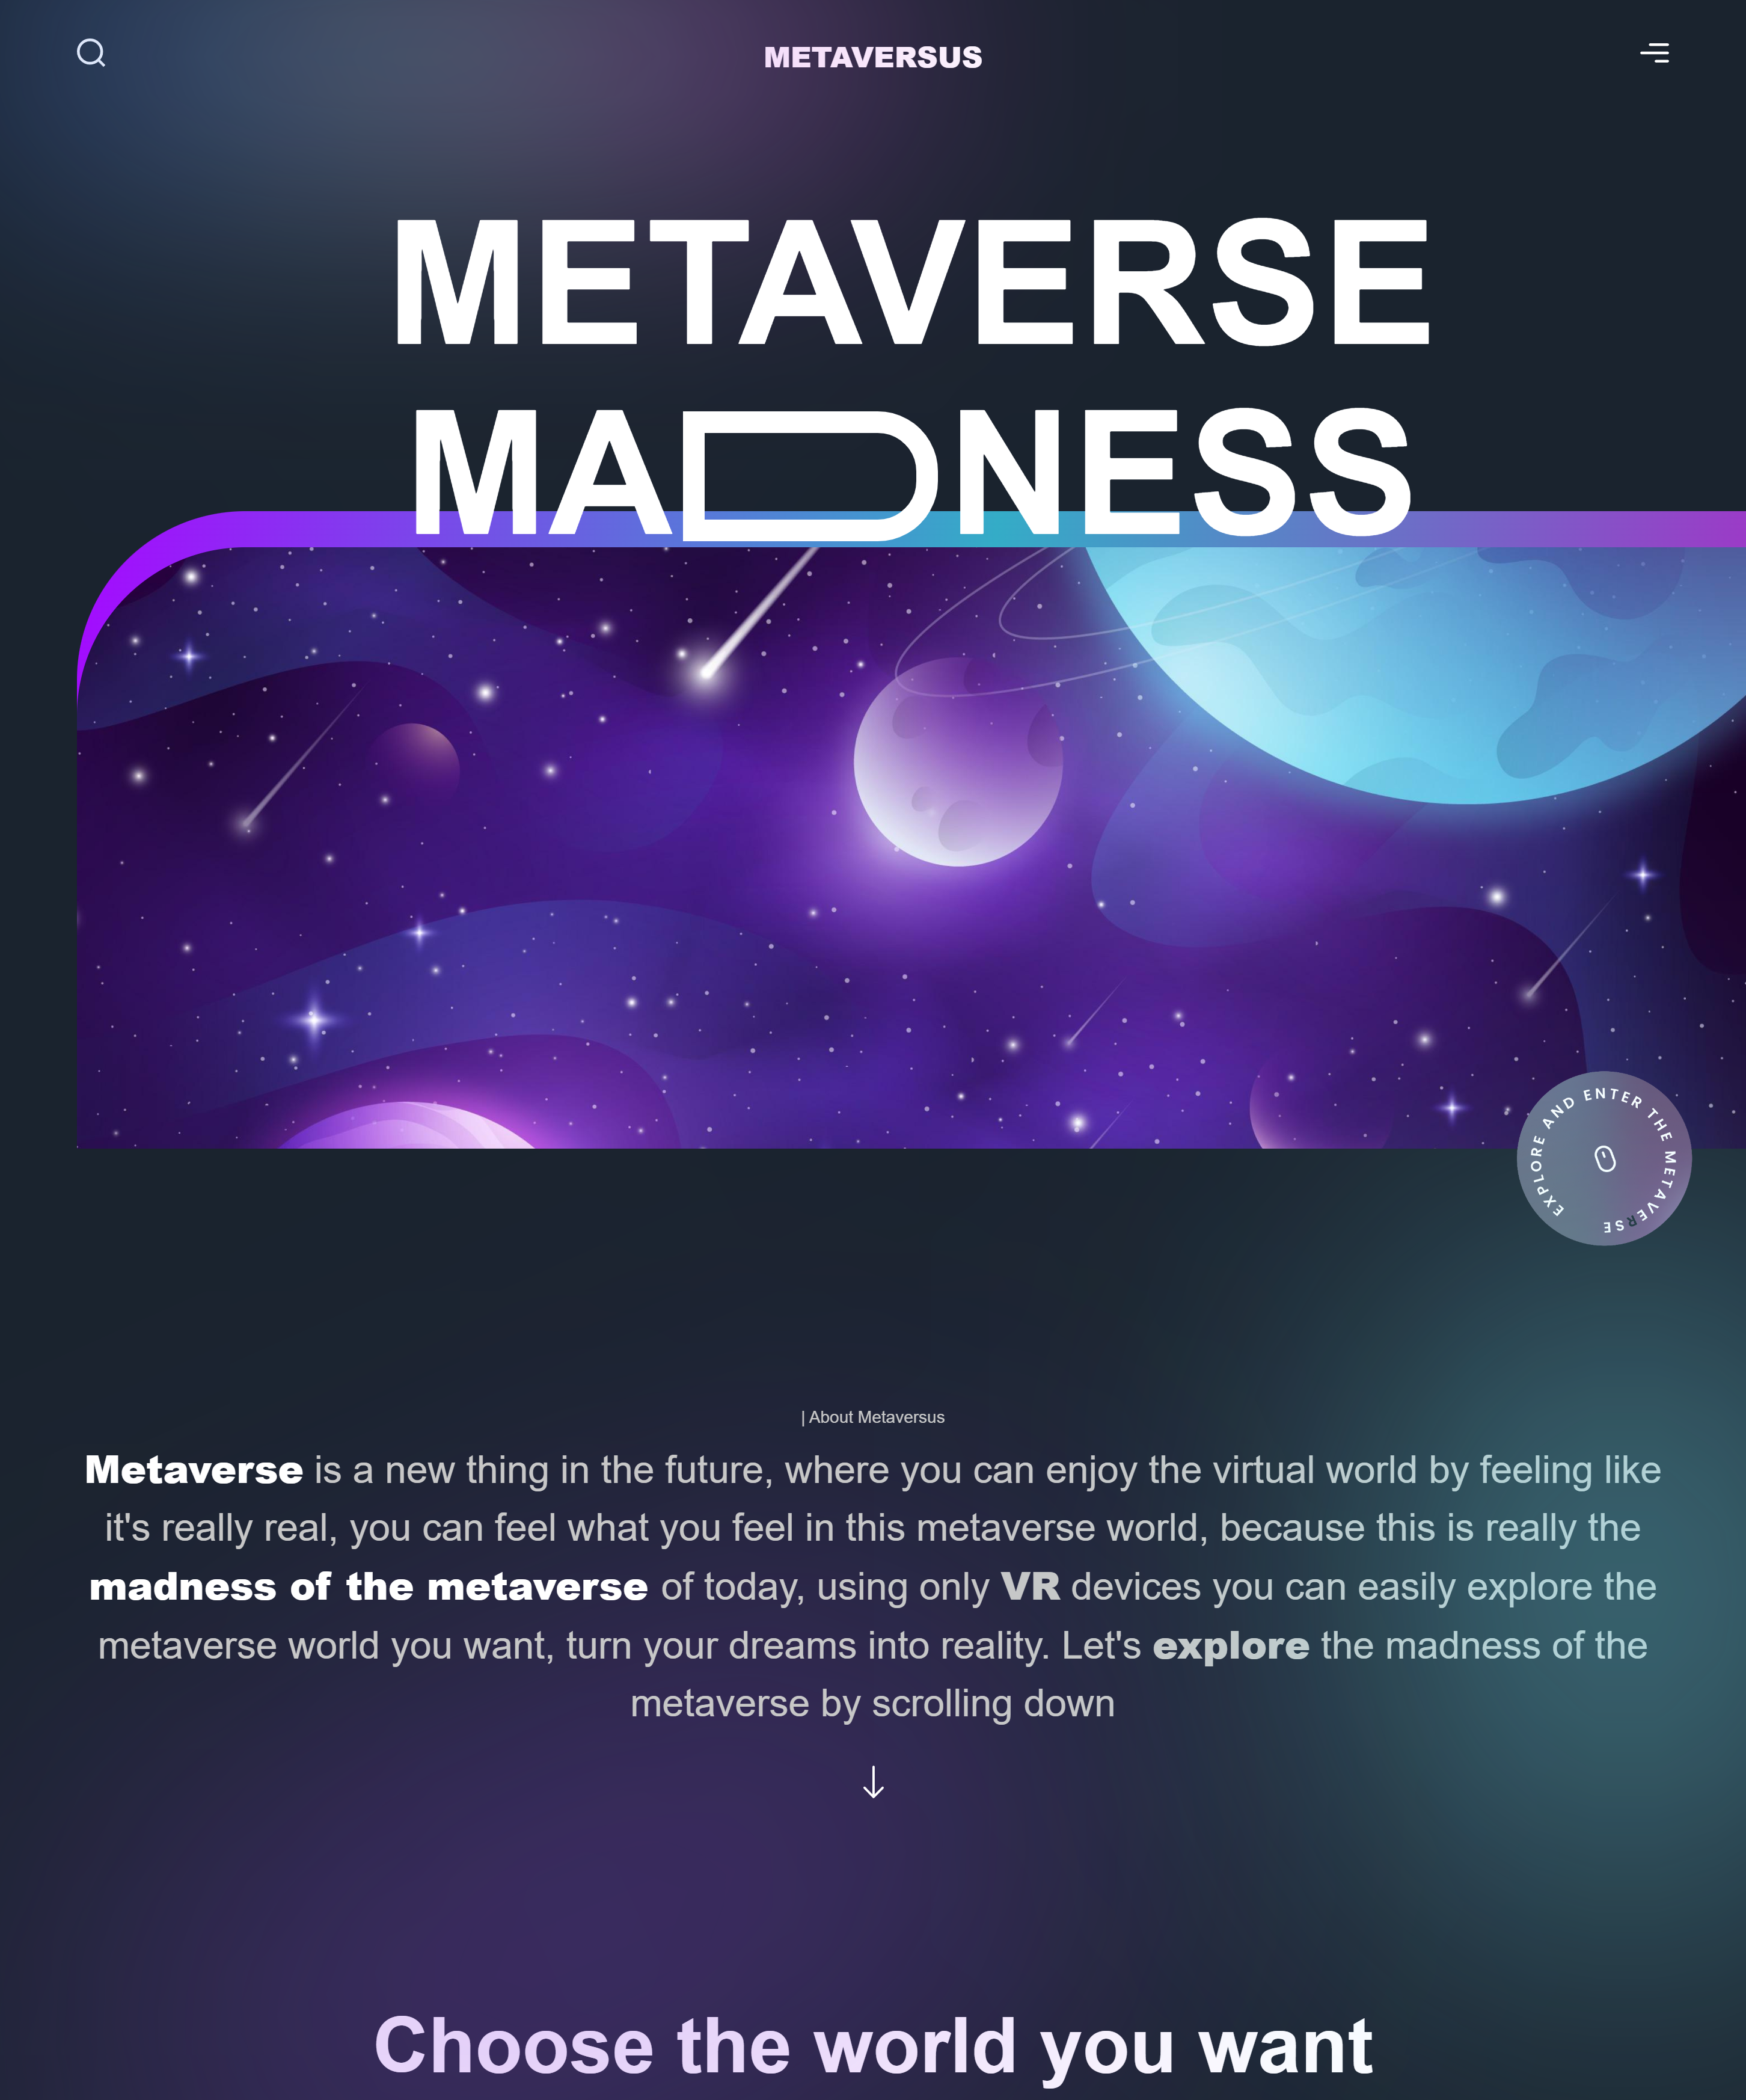 METAVERSUS
METAVERSE
MADNESS
EXPLORE AND ENTER THE METAVERSE
| About Metaversus
Metaverse is a new thing in the future, where you can enjoy the virtual world by feeling like
it's really real, you can feel what you feel in this metaverse world, because this is really the
madness of the metaverse of today, using only VR devices you can easily explore the
metaverse world you want, turn your dreams into reality. Let's explore the madness of the
metaverse by scrolling down
Choose the world you want